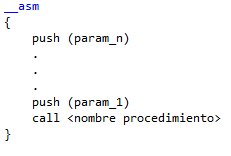 __asm
{
push (param_n)
.
.
.
push (param_1)
call <nombre procedimiento>
}